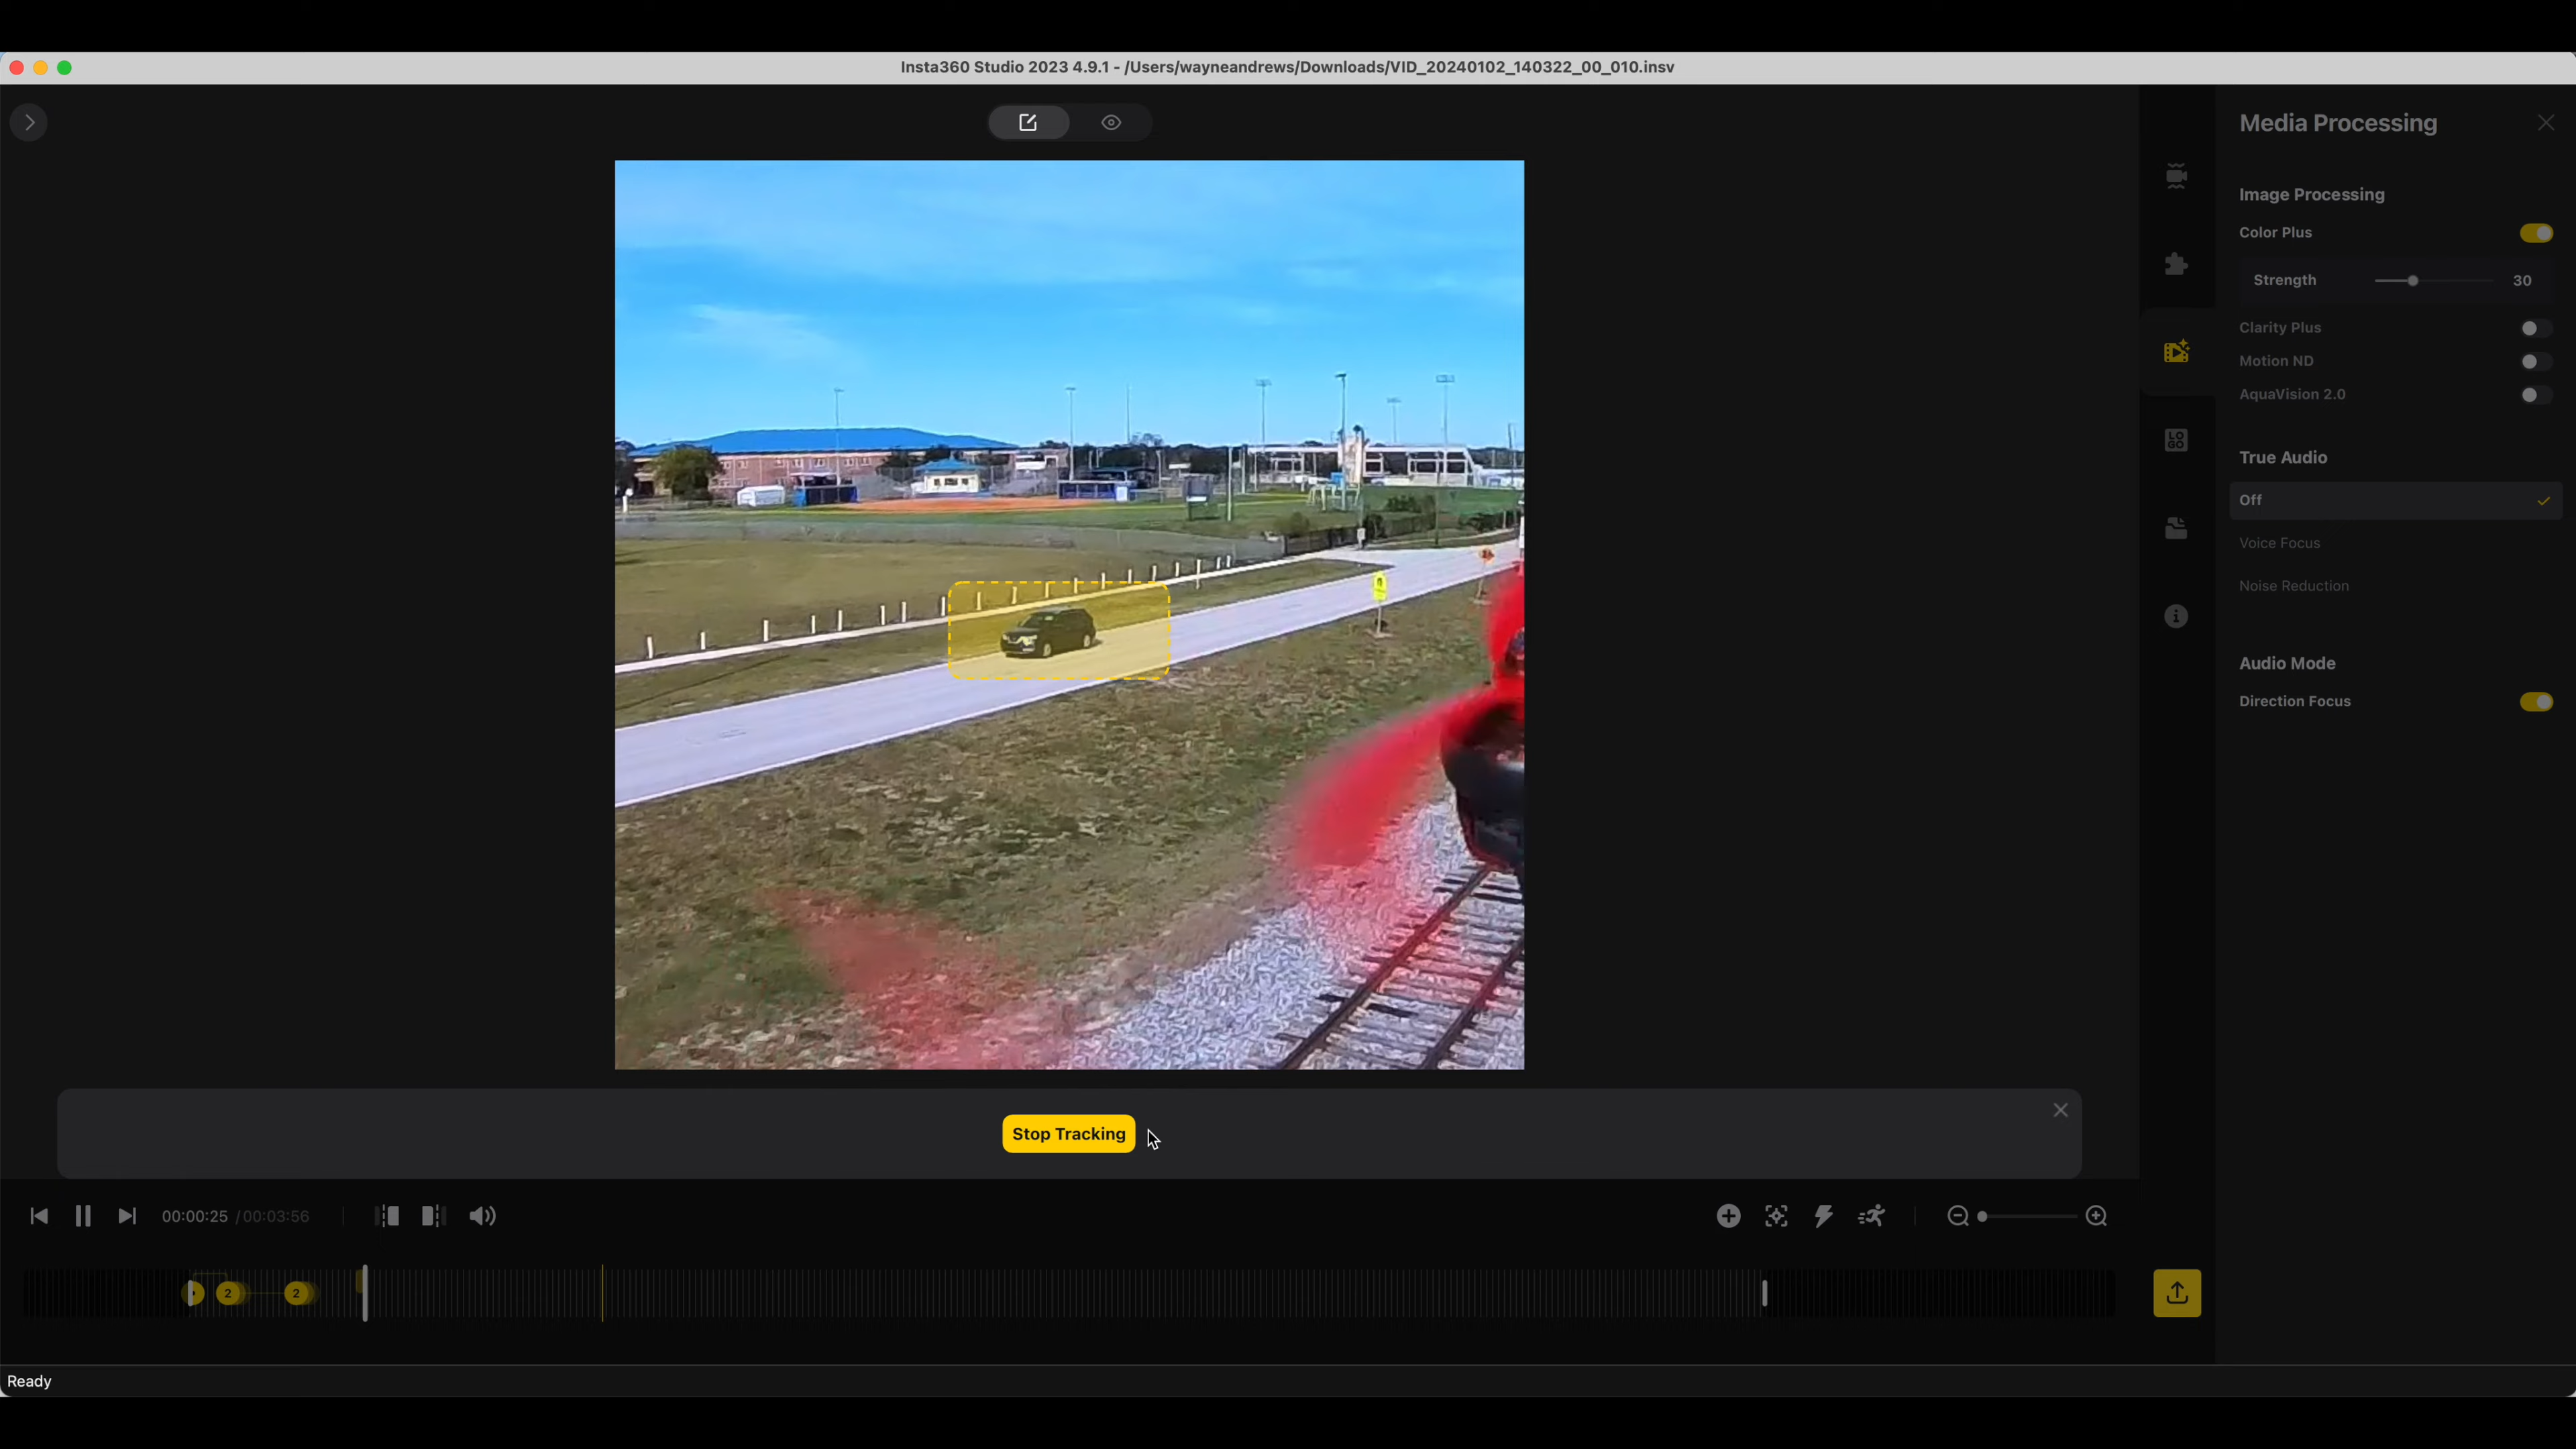 Insta360 Studio 2023 4.9.1 - /Users/wayneandrews/Downloads/VID_20240102_140322_00_010.insv
Media Processing
Image Processing
Color Plus
Strength 30
Clarity Plus
Motion ND
AquaVision 2.0
LOGO
True Audio
Off
Voice Focus
Noise Reduction
Audio Mode
Direction Focus
Stop Tracking
00:00:25 / 00:03:56
2 2
Ready